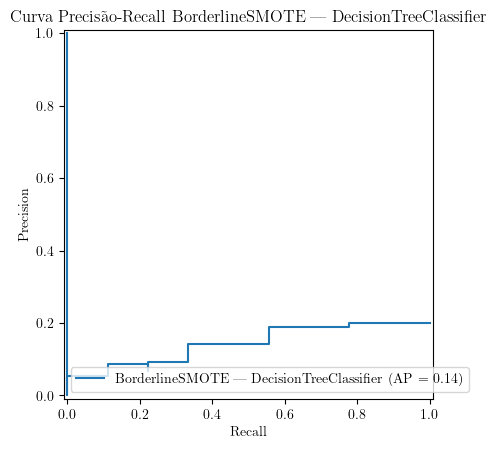 Curva Precisão-Recall BorderlineSMOTE — DecisionTreeClassifier
1.0
0.8
0.6
0.4
0.2
0.0
Precision
BorderlineSMOTE — DecisionTreeClassifier (AP = 0.14)
0.0 0.2 0.4 0.6 0.8 1.0
Recall